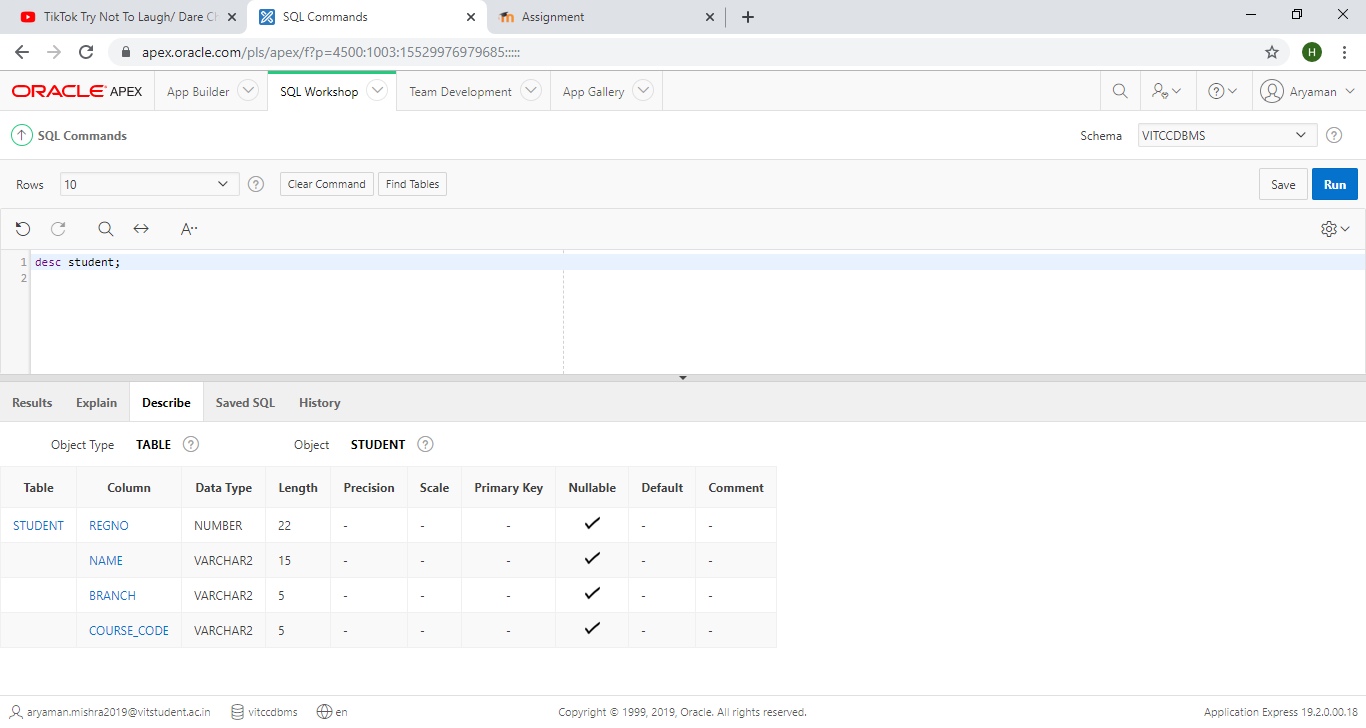 TikTok Try Not To Laugh/ Dare Ch
SQL Commands
Assignment
apex.oracle.com/pls/apex/f?p=4500:1003:15529976979685:::::
H
ORACLE APEX App Builder SQL Workshop Team Development App Gallery Aryaman
SQL Commands Schema VITCCDBMS
Rows 10 Clear Command Find Tables Save Run
A
1 desc student;
2
Results Explain Describe Saved SQL History
Object Type TABLE Object STUDENT
Table Column Data Type Length Precision Scale Primary Key Nullable Default Comment
STUDENT REGNO NUMBER 22 - - - ✓ - -
NAME VARCHAR2 15 - - - ✓ - -
BRANCH VARCHAR2 5 - - - ✓ - -
COURSE_CODE VARCHAR2 5 - - - ✓ - -
aryaman.mishra2019@vitstudent.ac.in vitccdbms en Copyright © 1999, 2019, Oracle. All rights reserved. Application Express 19.2.0.00.18